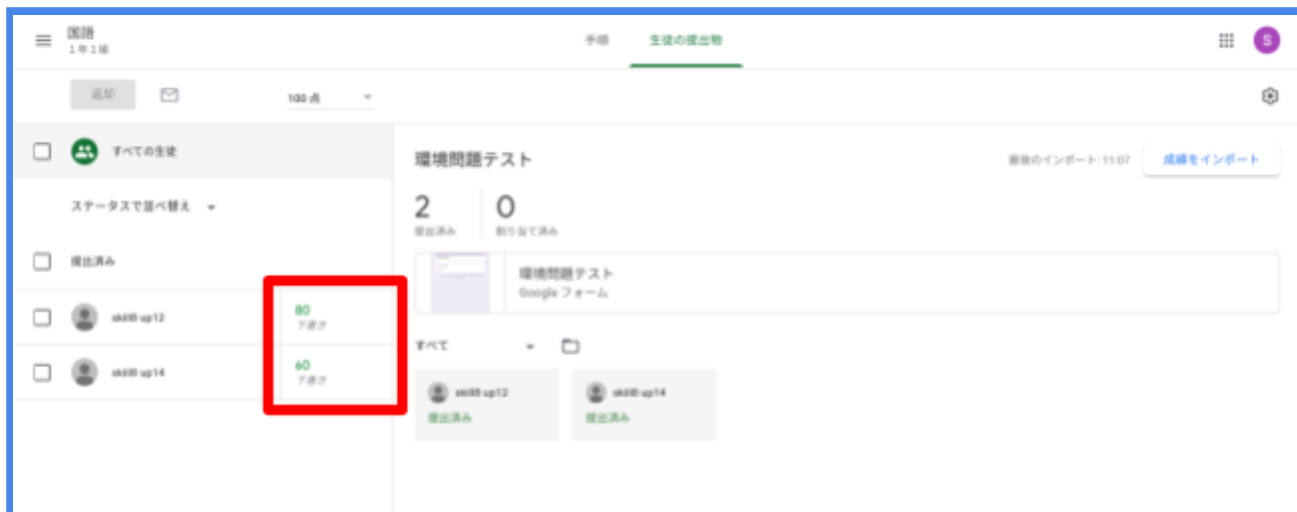 国語
1年1組
手順
生徒の提出物
S
返却
100 点
すべての生徒
ステータスで並べ替え
提出済み
skill8 up12
80
下書き
skill8 up14
60
下書き
環境問題テスト
最後のインポート: 11:07
成績をインポート
2
提出済み
0
割り当て済み
環境問題テスト
Google フォーム
すべて
skill8 up12
提出済み
skill8 up14
提出済み